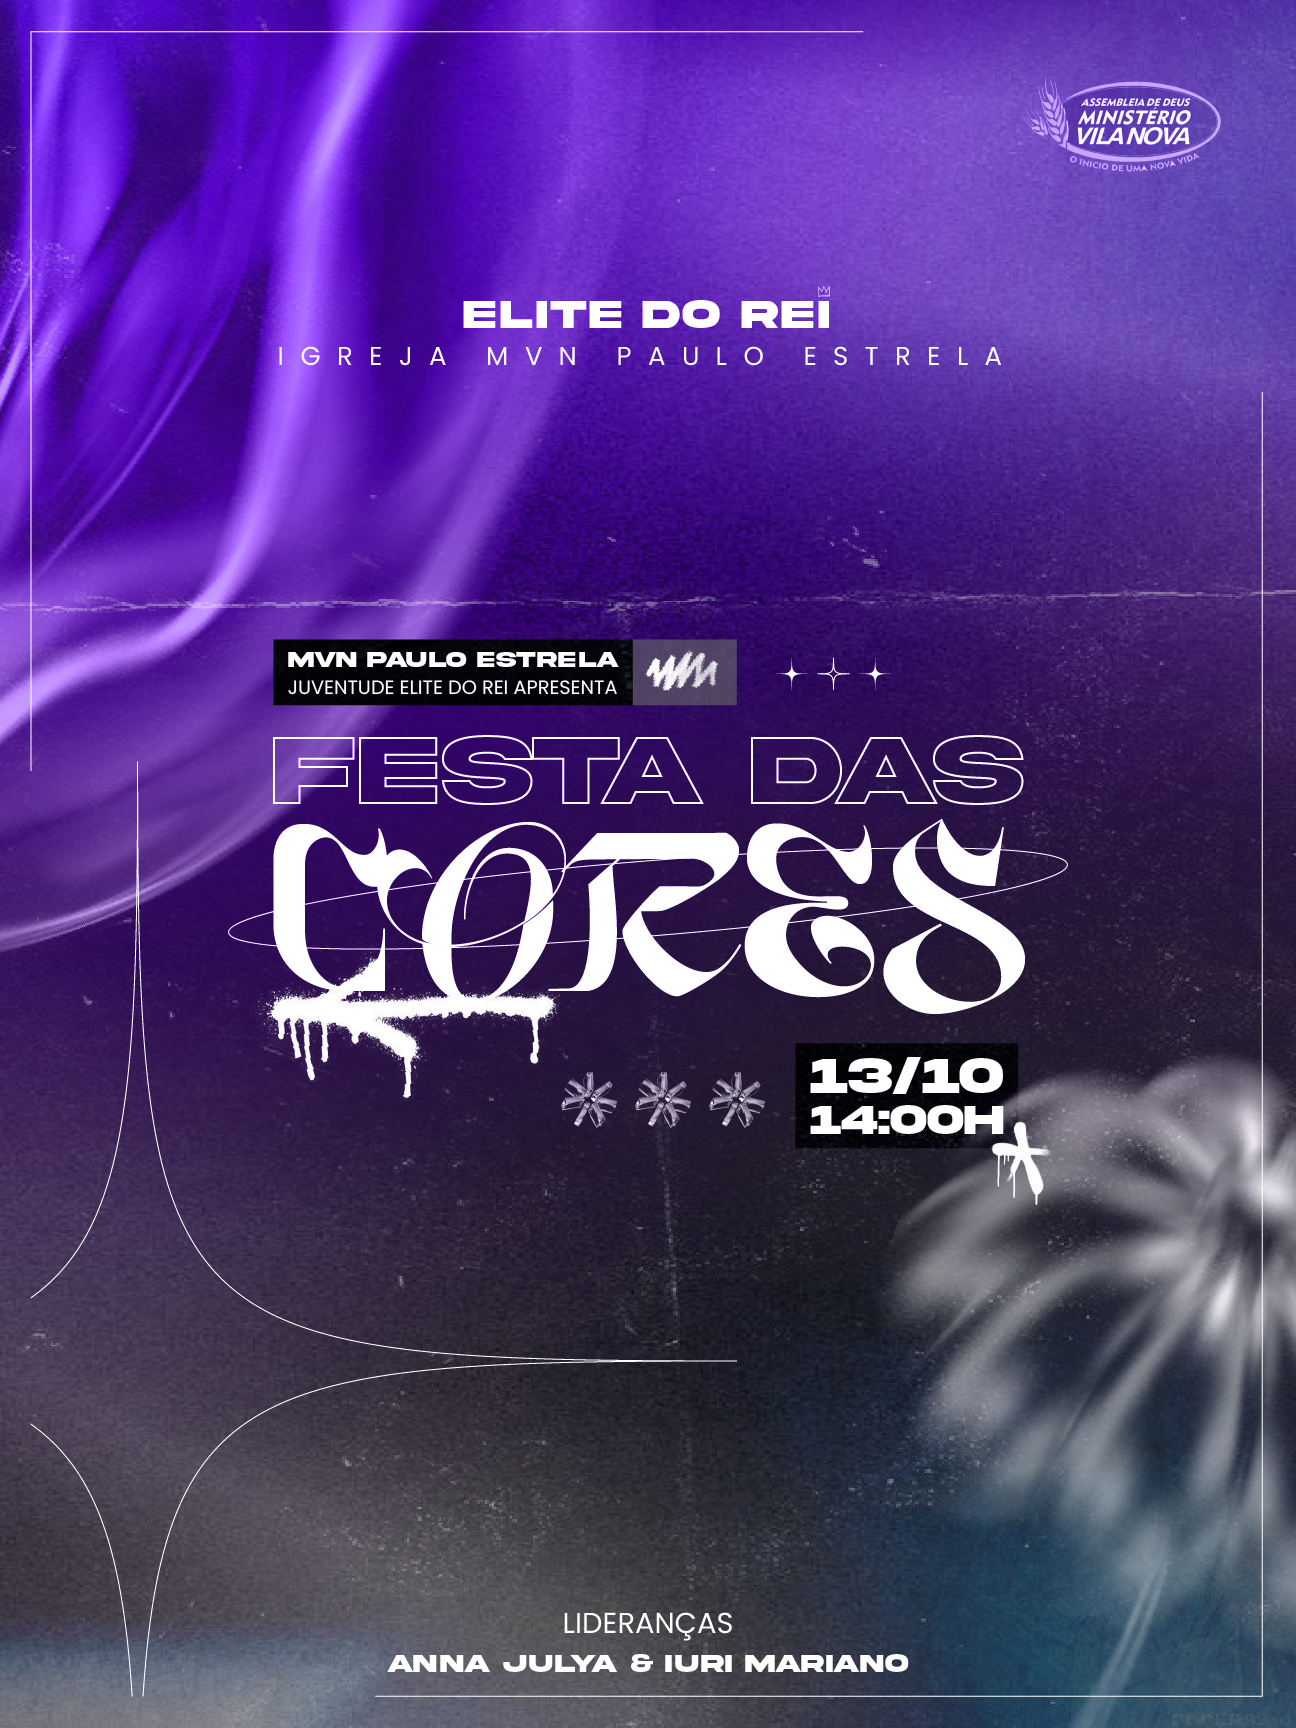 ASSEMBLEIA DE DEUS
MINISTÉRIO
VILA NOVA
O INÍCIO DE UMA NOVA VIDA
ELITE DO REI
IGREJA MVN PAULO ESTRELA
MVN PAULO ESTRELA
JUVENTUDE ELITE DO REI APRESENTA
FESTA DAS
CORES
13/10
14:00H
LIDERANÇAS
ANNA JULYA & IURI MARIANO